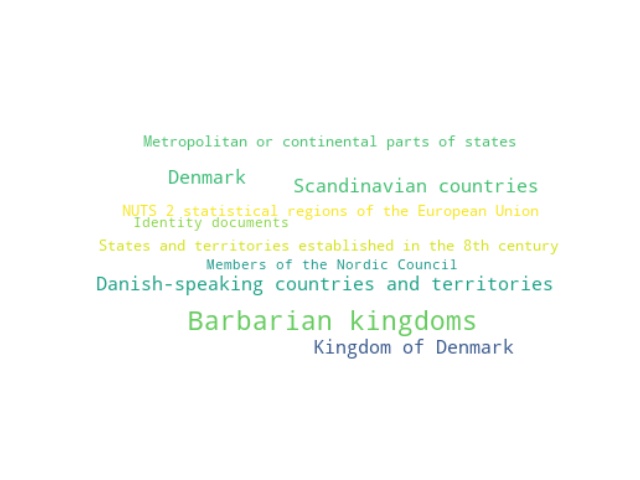 Metropolitan or continental parts of states
Denmark
Scandinavian countries
NUTS 2 statistical regions of the European Union
Identity documents
States and territories established in the 8th century
Members of the Nordic Council
Danish-speaking countries and territories
Barbarian kingdoms
Kingdom of Denmark